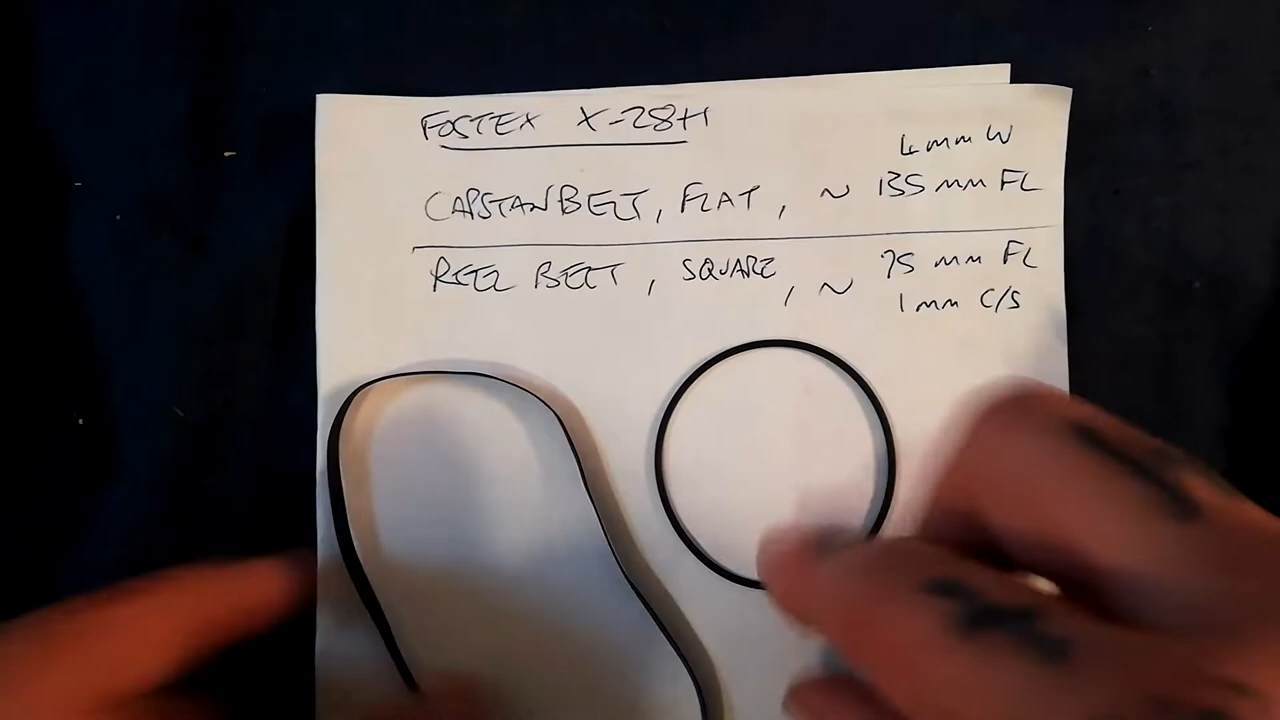 FOSTEX X-28H
4mm W
CAPSTAN BELT, FLAT, ~ 135 mm FL
REEL BELT, SQUARE, ~ 75 mm FL
1mm C/S